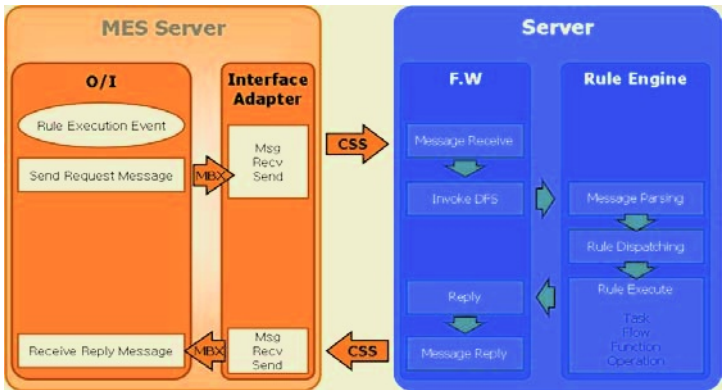 MES Server
Server
O/I
Interface
Adapter
F.W
Rule Engine
Rule Execution Event
Send Request Message
MBX
Msg
Recv
Send
CSS
Message Receive
Invoke DFS
Message Parsing
Rule Dispatching
Rule Execute
Task
Flow
Function
Operation
Reply
Message Reply
CSS
Msg
Recv
Send
MBX
Receive Reply Message